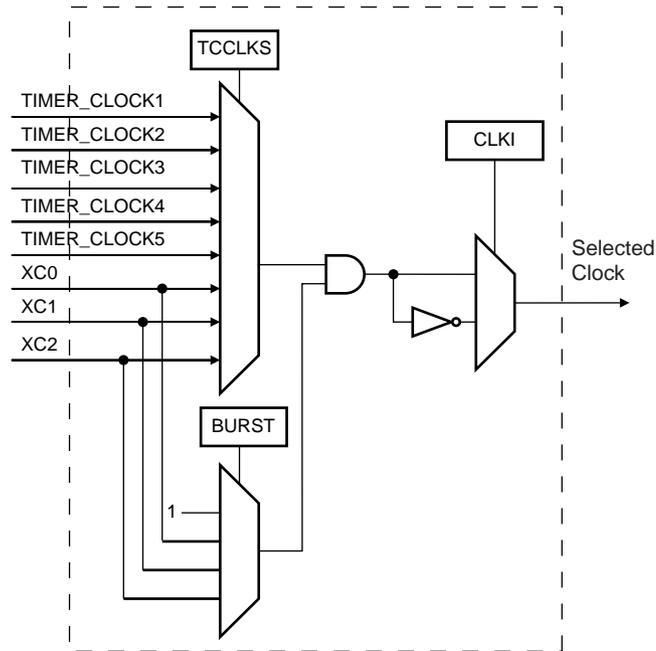 TCCLKS
TIMER_CLOCK1
TIMER_CLOCK2
TIMER_CLOCK3
TIMER_CLOCK4
TIMER_CLOCK5
XC0
XC1
XC2
CLKI
Selected
Clock
BURST
1